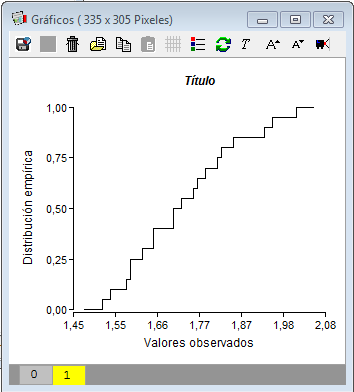 Gráficos ( 335 x 305 Pixeles)
T
A
A
Título
1,00
0,75
0,50
0,25
0,00
Distribución empírica
1,45 1,55 1,66 1,77 1,87 1,98 2,08
Valores observados
0 1